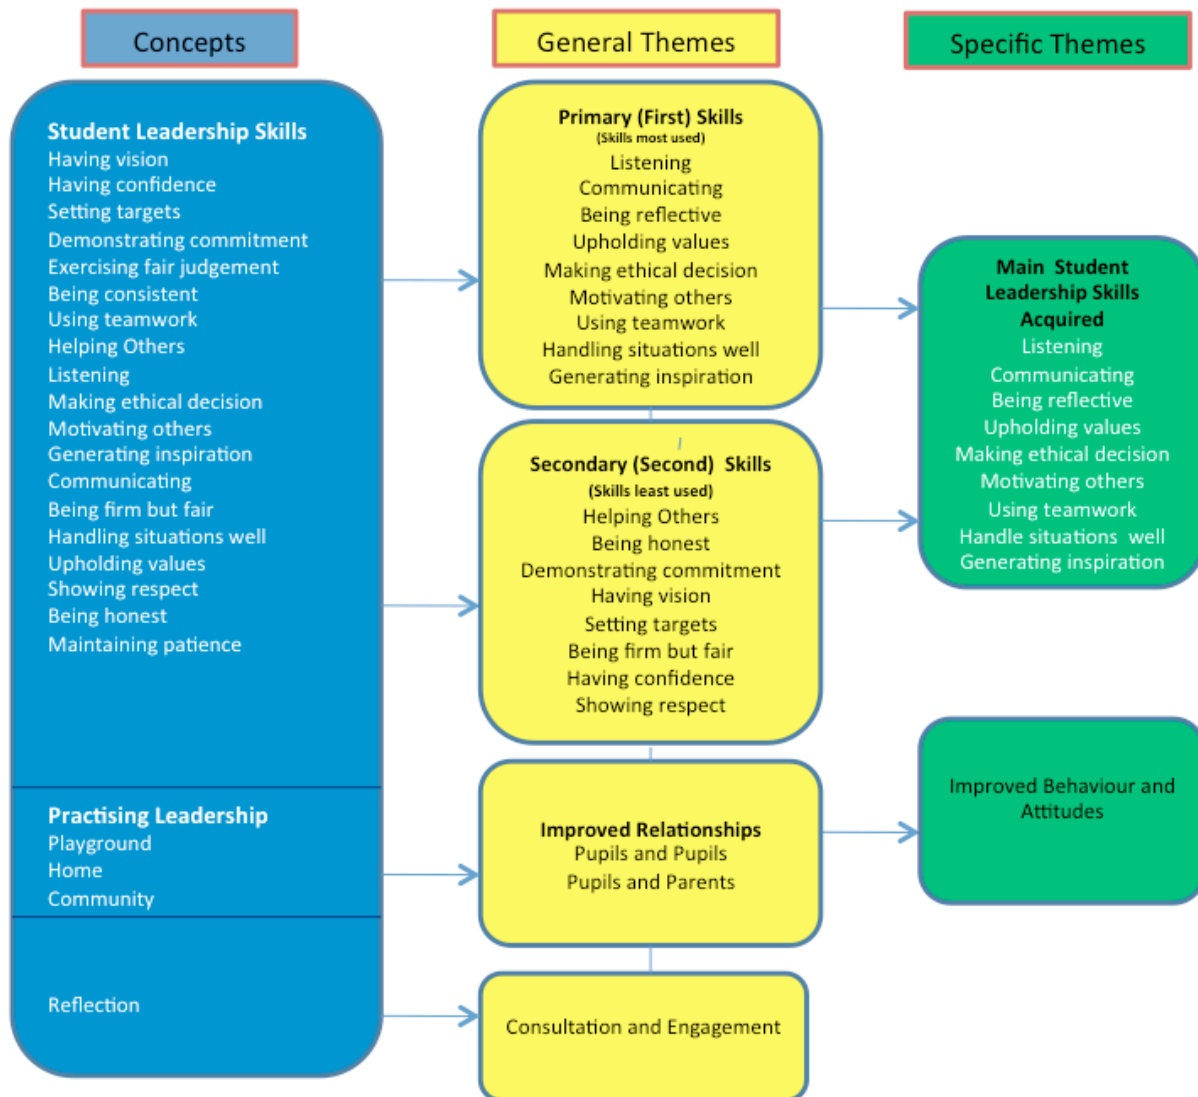 Concepts
General Themes
Specific Themes
Student Leadership Skills
Having vision
Having confidence
Setting targets
Demonstrating commitment
Exercising fair judgement
Being consistent
Using teamwork
Helping Others
Listening
Making ethical decision
Motivating others
Generating inspiration
Communicating
Being firm but fair
Handling situations well
Upholding values
Showing respect
Being honest
Maintaining patience
Practising Leadership
Playground
Home
Community
Reflection
Primary (First) Skills
(Skills most used)
Listening
Communicating
Being reflective
Upholding values
Making ethical decision
Motivating others
Using teamwork
Handling situations well
Generating inspiration
Secondary (Second) Skills
(Skills least used)
Helping Others
Being honest
Demonstrating commitment
Having vision
Setting targets
Being firm but fair
Having confidence
Showing respect
Improved Relationships
Pupils and Pupils
Pupils and Parents
Consultation and Engagement
Main Student
Leadership Skills
Acquired
Listening
Communicating
Being reflective
Upholding values
Making ethical decision
Motivating others
Using teamwork
Handle situations well
Generating inspiration
Improved Behaviour and
Attitudes